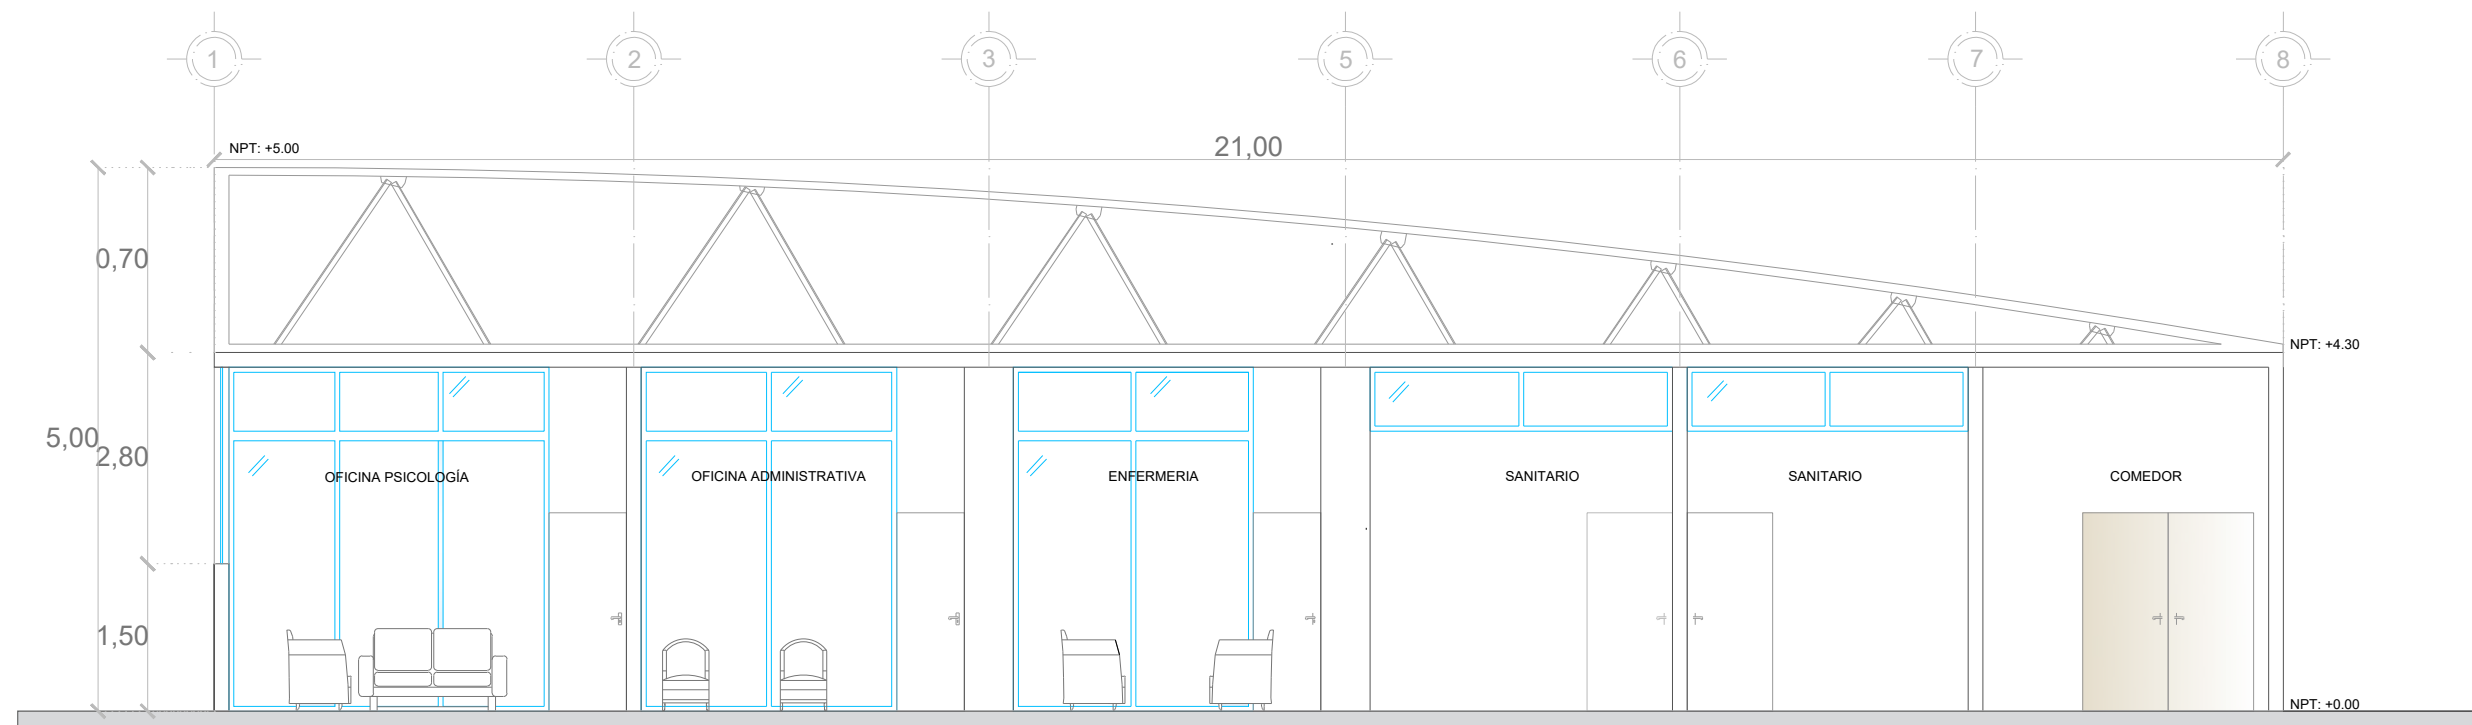 1 2 3 5 6 7 8
NPT: +5.00
21,00
0,70
NPT: +4.30
5,00
2,80
OFICINA PSICOLOGÍA OFICINA ADMINISTRATIVA ENFERMERIA SANITARIO SANITARIO COMEDOR
1,50
NPT: +0.00